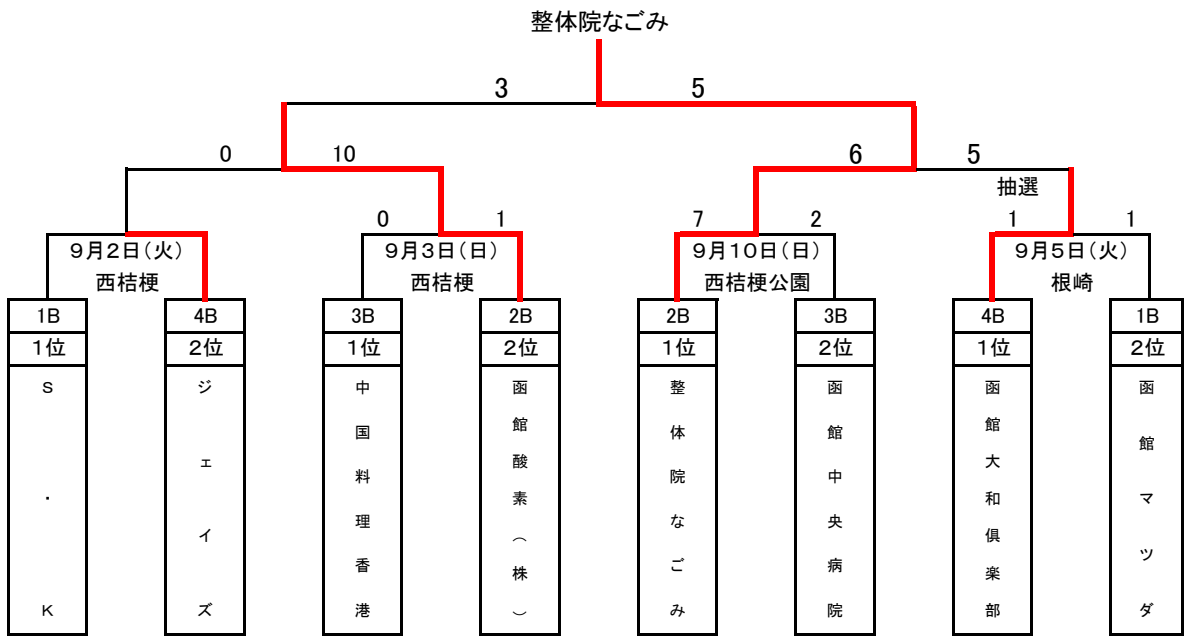 整体院なごみ
3 5
0 10 6 5
抽選
0 1 7 2 1 1
9月2日(火) 9月3日(日) 9月10日(日) 9月5日(火)
西桔梗 西桔梗 西桔梗公園 根崎
1B 4B 3B 2B 2B 3B 4B 1B
1位 2位 1位 2位 1位 2位 1位 2位
S・K
ジェイズ
中国料理香港
函館酸素(株)
整体院なごみ
函館中央病院
函館大和倶楽部
函館マツダ